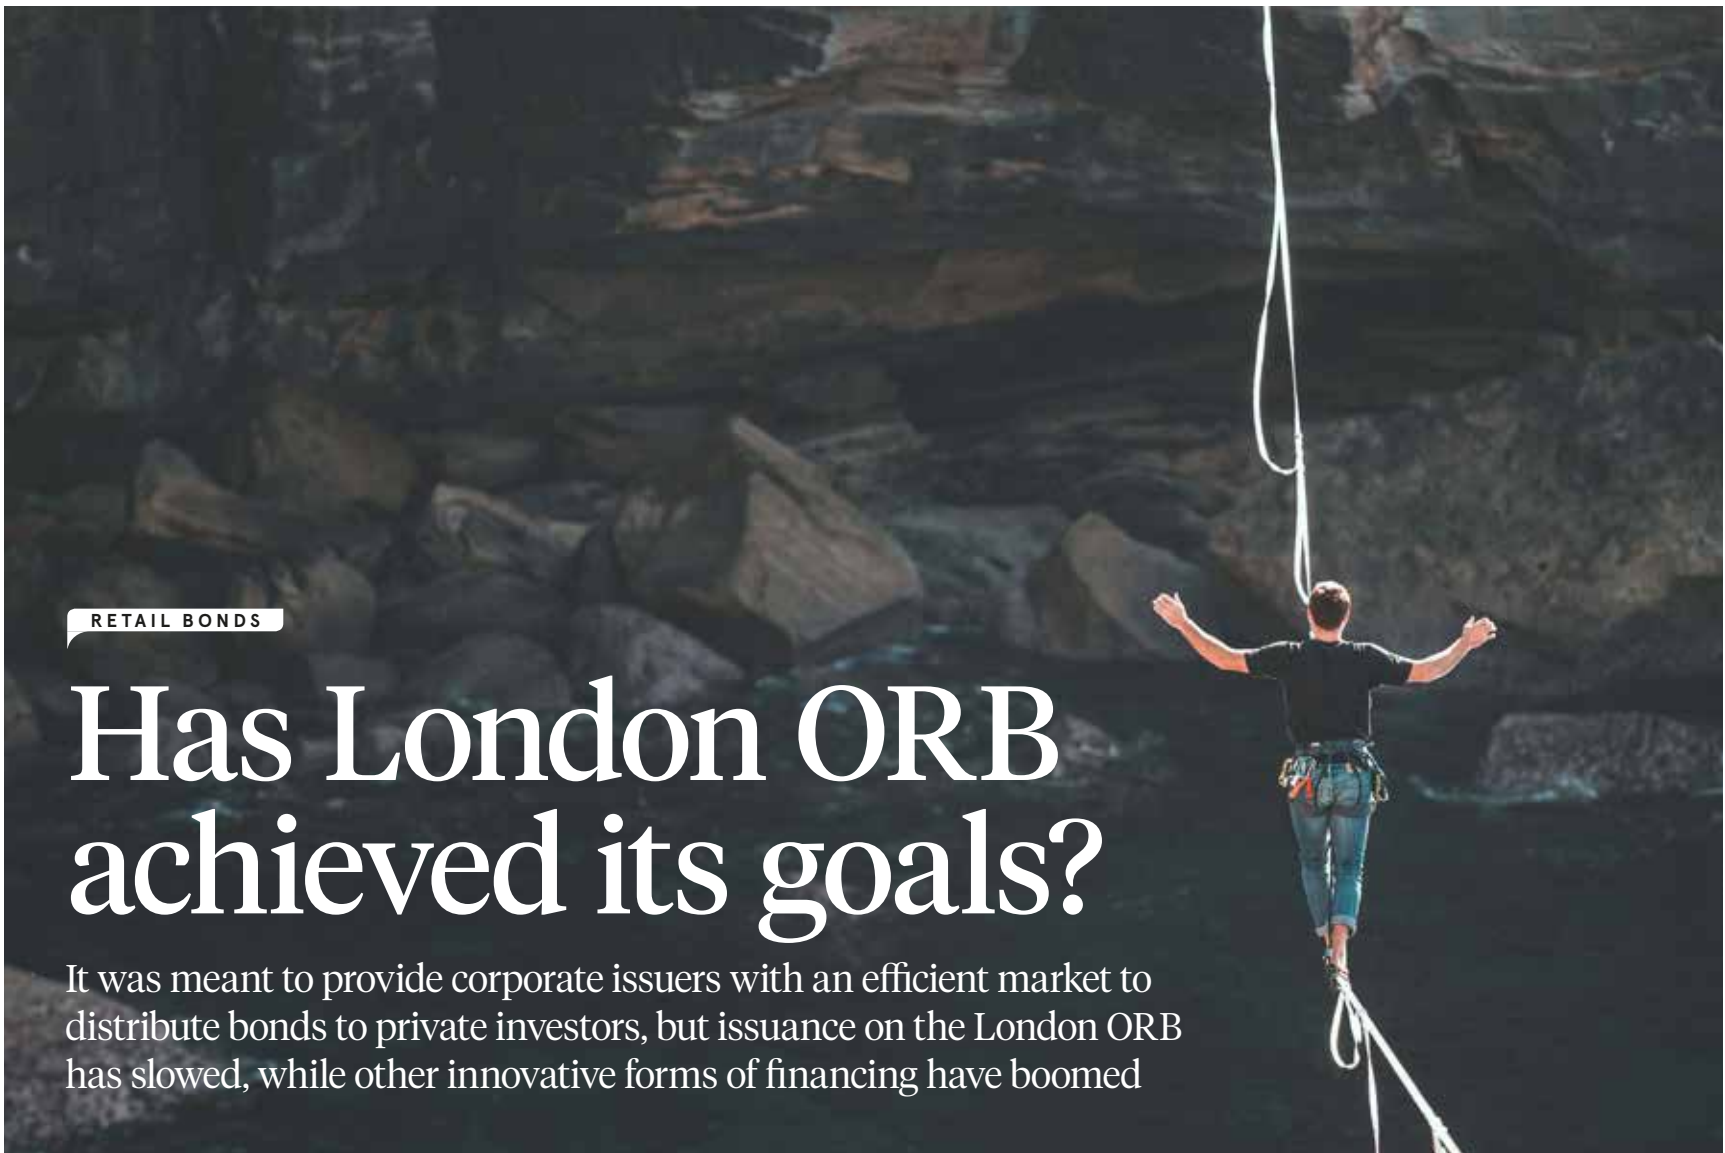 RETAIL BONDS
Has London ORB
achieved its goals?
It was meant to provide corporate issuers with an efficient market to
distribute bonds to private investors, but issuance on the London ORB
has slowed, while other innovative forms of financing have boomed